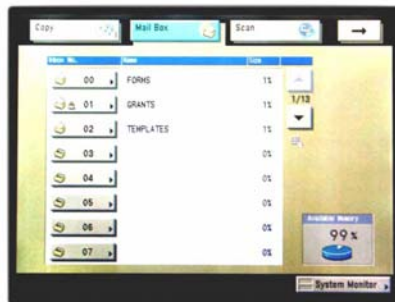 Copy
Mail Box
Scan
Name
00 FORMS 1%
01 GRANTS 1%
1/13
02 TEMPLATES 1%
03 0%
04 0%
05 0%
06 0%
07 0%
Available Memory
99 %
System Monitor